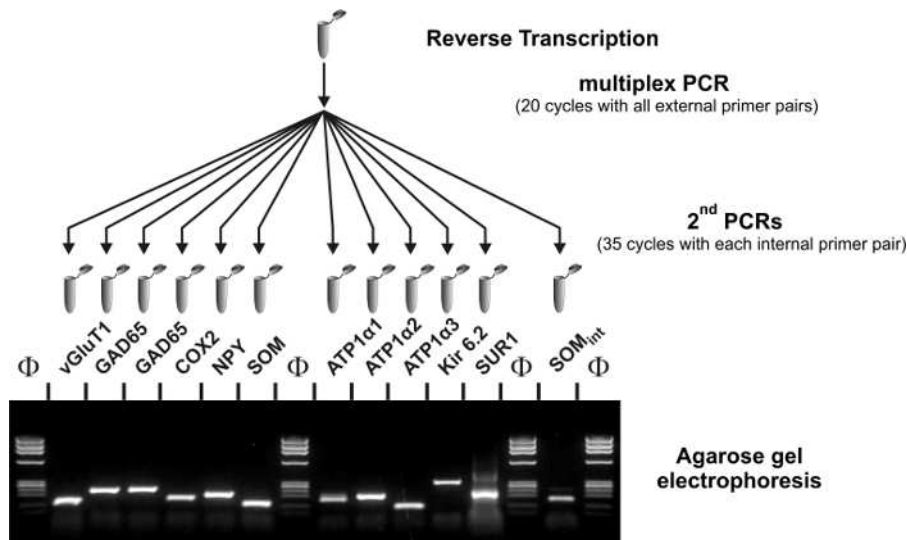 Reverse Transcription
multiplex PCR
(20 cycles with all external primer pairs)
2nd PCRs
(35 cycles with each internal primer pair)
Φ vGluT1 GAD65 GAD65 COX2 NPY SOM Φ ATP1α1 ATP1α2 ATP1α3 Kir 6.2 SUR1 Φ SOMint Φ
Agarose gel
electrophoresis